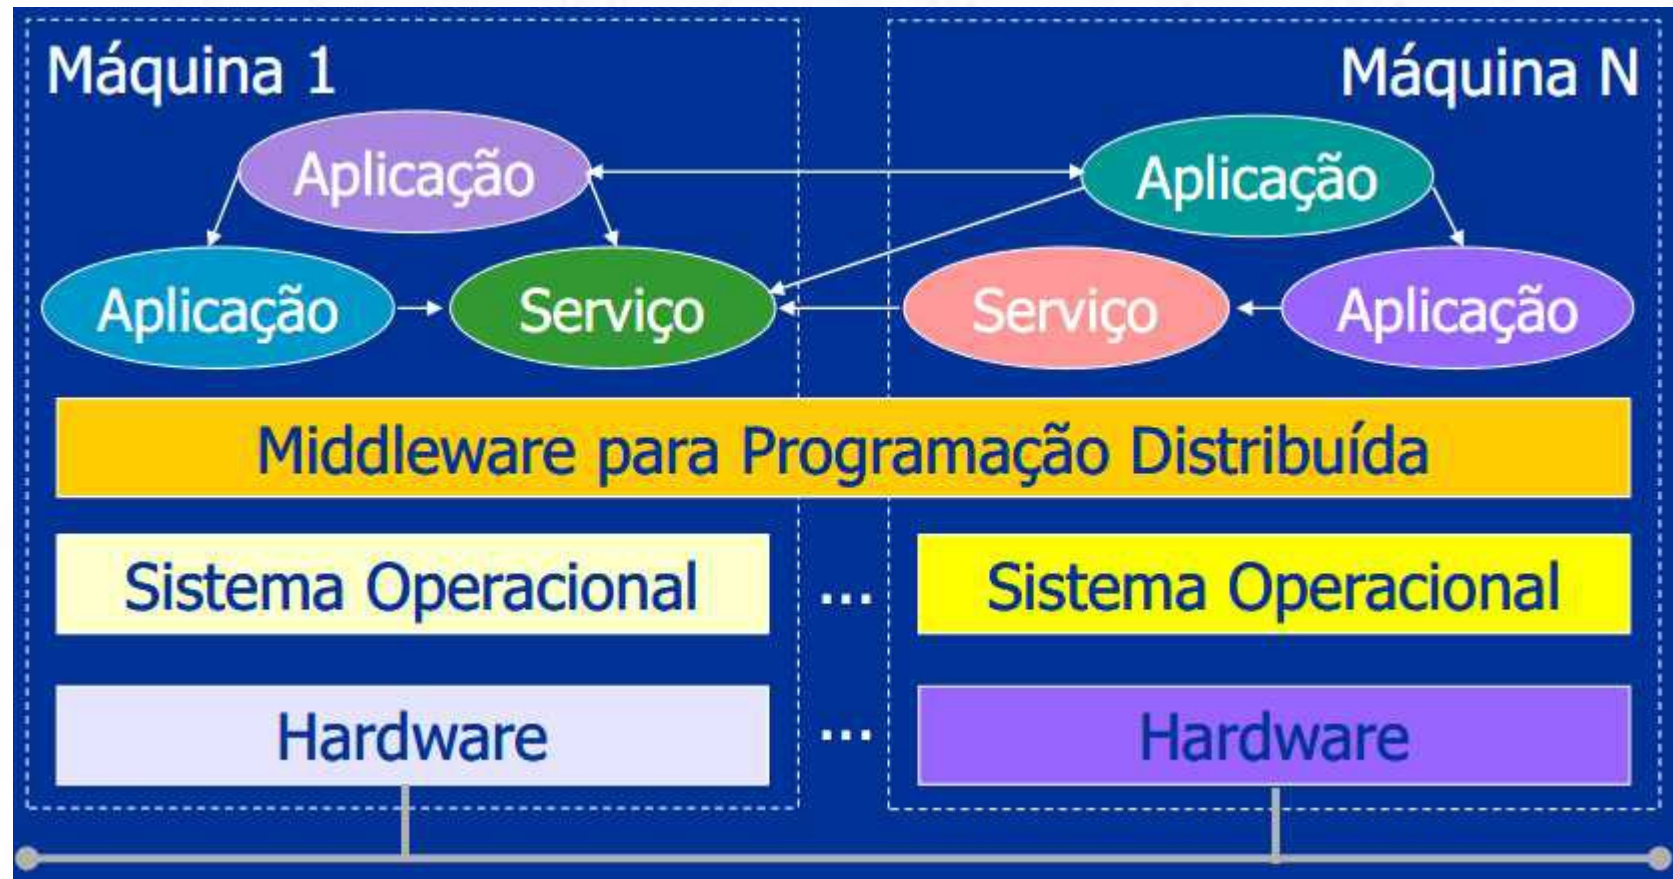 Máquina 1
Máquina N
Aplicação
Aplicação
Aplicação
Serviço
Serviço
Aplicação
Middleware para Programação Distribuída
Sistema Operacional
...
Sistema Operacional
Hardware
...
Hardware